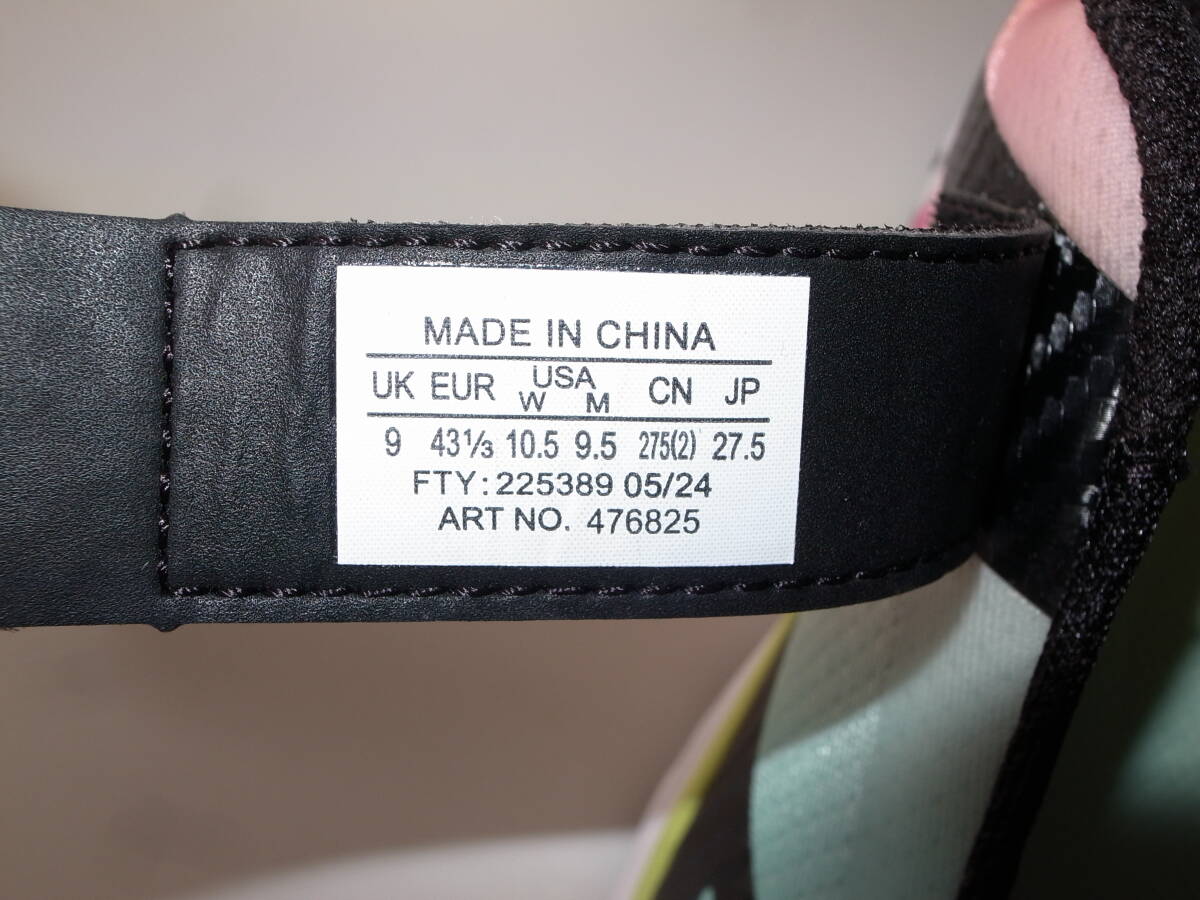 MADE IN CHINA
UK EUR USA W M CN JP
9 43⅓ 10.5 9.5 275(2) 27.5
FTY: 225389 05/24
ART NO. 476825